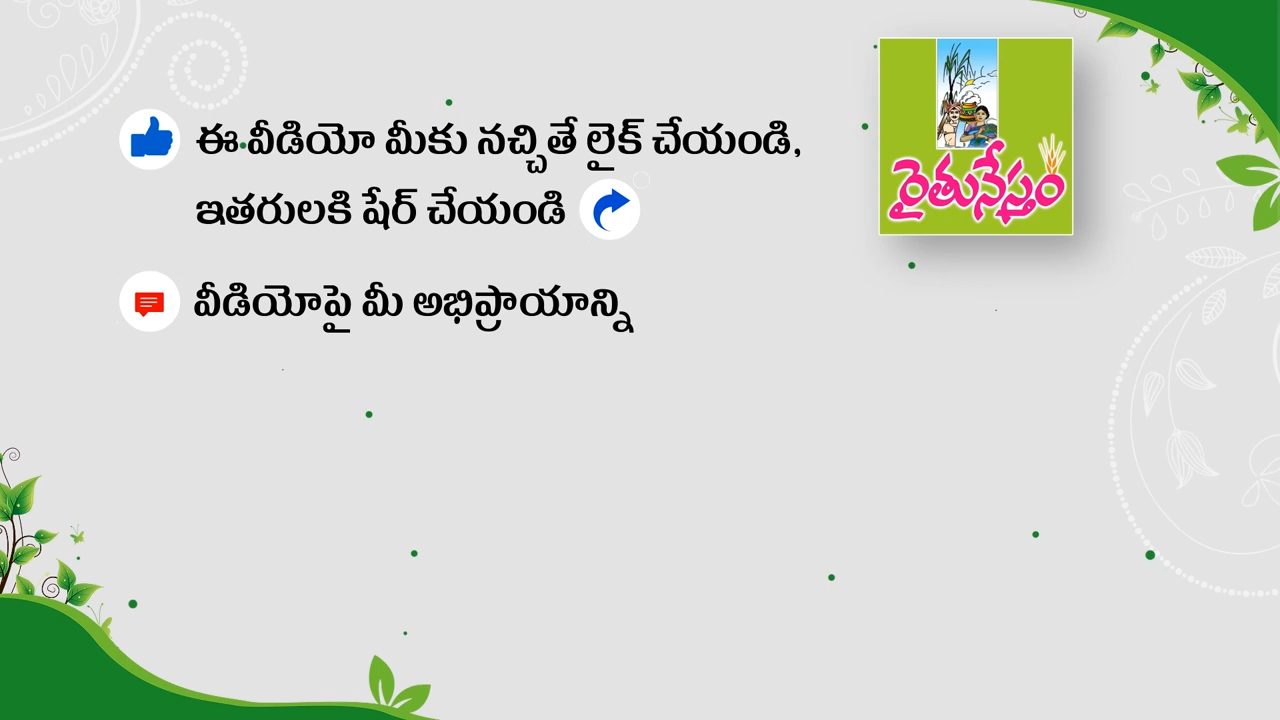 ఈ వీడియో మీకు నచ్చితే లైక్ చేయండి,
ఇతరులకి షేర్ చేయండి
వీడియోపై మీ అభిప్రాయాన్ని
రైతునేస్తం